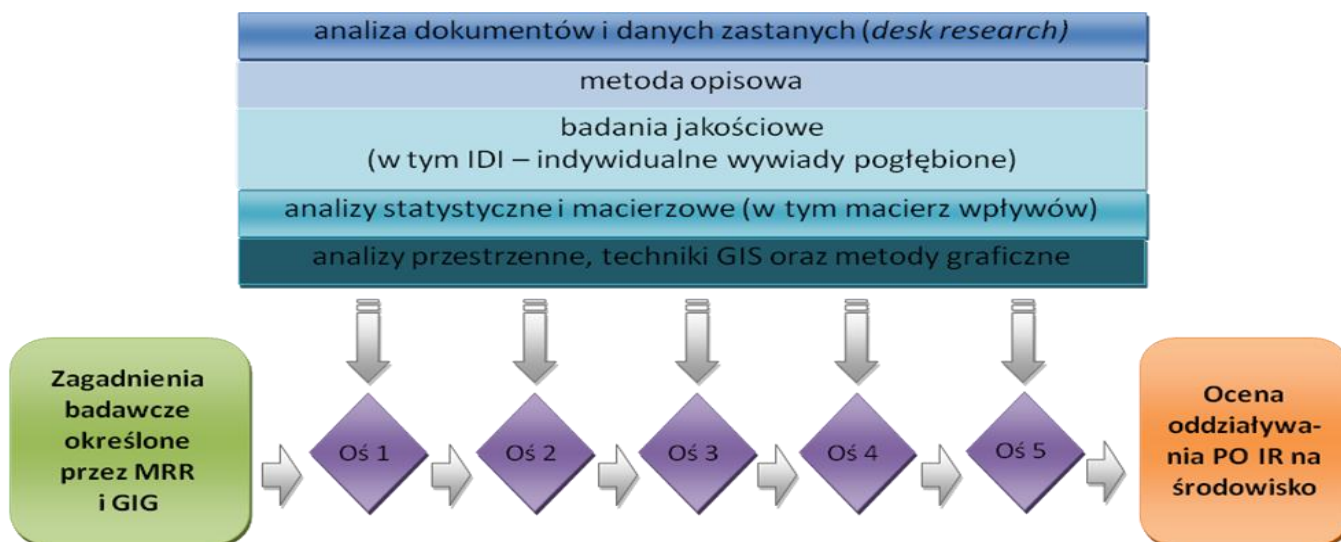 analiza dokumentów i danych zastanych (desk research)
metoda opisowa
badania jakościowe
(w tym IDI – indywidualne wywiady pogłębione)
analizy statystyczne i macierzowe (w tym macierz wpływów)
analizy przestrzenne, techniki GIS oraz metody graficzne
Zagadnienia
badawcze
określone
przez MRR
i GIG
Oś 1
Oś 2
Oś 3
Oś 4
Oś 5
Ocena
oddziaływa-
nia PO IR na
środowisko